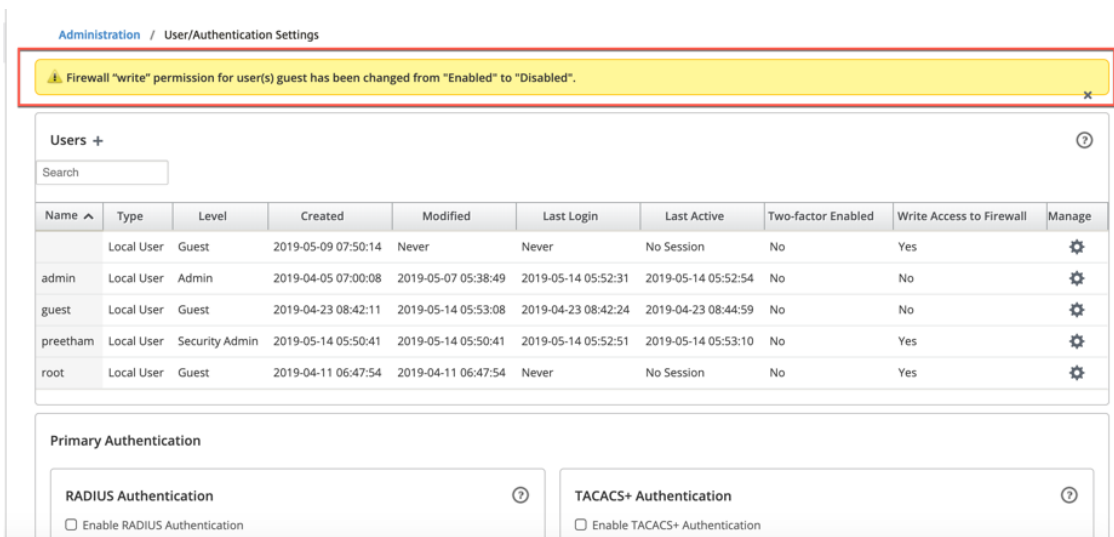 Administration / User/Authentication Settings
Firewall “write” permission for user(s) guest has been changed from "Enabled" to "Disabled".
×
Users +
?
Search
Name Type Level Created Modified Last Login Last Active Two-factor Enabled Write Access to Firewall Manage
Local User Guest 2019-05-09 07:50:14 Never Never No Session No Yes
admin Local User Admin 2019-04-05 07:00:08 2019-05-07 05:38:49 2019-05-14 05:52:31 2019-05-14 05:52:54 No No
guest Local User Guest 2019-04-23 08:42:11 2019-05-14 05:53:08 2019-04-23 08:42:24 2019-04-23 08:44:59 No No
preetham Local User Security Admin 2019-05-14 05:50:41 2019-05-14 05:50:41 2019-05-14 05:52:51 2019-05-14 05:53:10 No Yes
root Local User Guest 2019-04-11 06:47:54 2019-04-11 06:47:54 Never No Session No Yes
Primary Authentication
RADIUS Authentication ? TACACS+ Authentication ?
Enable RADIUS Authentication Enable TACACS+ Authentication